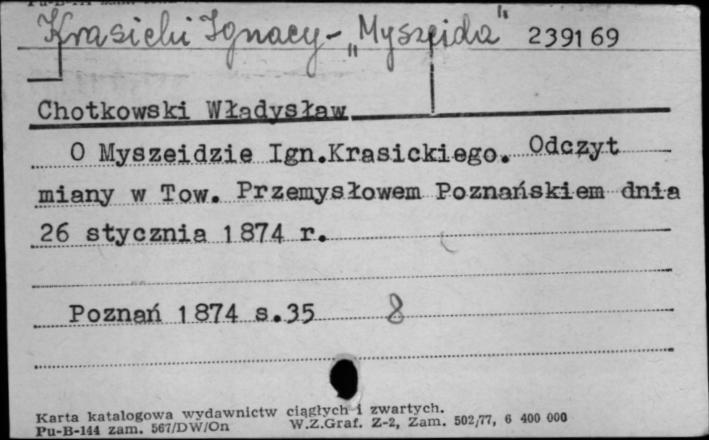 Krasicki Ignacy - „Myszeida" 239169
Chotkowski Władysław
O Myszeidzie Ign.Krasickiego. Odczyt
miany w Tow. Przemysłowem Poznańskiem dnia
26 stycznia 1874 r.
Poznań 1874 s.35 8
Karta katalogowa wydawnictw ciągłych i zwartych.
Pu-B-144 zam. 567/DW/On W.Z.Graf. Z-2, Zam. 502/77, 6 400 000